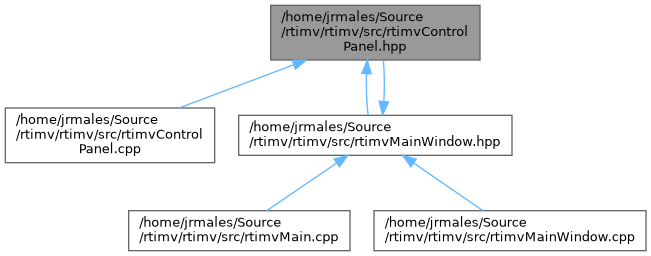 /home/jrmales/Source
/rtimv/rtimv/src/rtimvControl
Panel.hpp
/home/jrmales/Source
/rtimv/rtimv/src/rtimvControl
Panel.cpp
/home/jrmales/Source
/rtimv/rtimv/src/rtimvMainWindow.hpp
/home/jrmales/Source
/rtimv/rtimv/src/rtimvMain.cpp
/home/jrmales/Source
/rtimv/rtimv/src/rtimvMainWindow.cpp